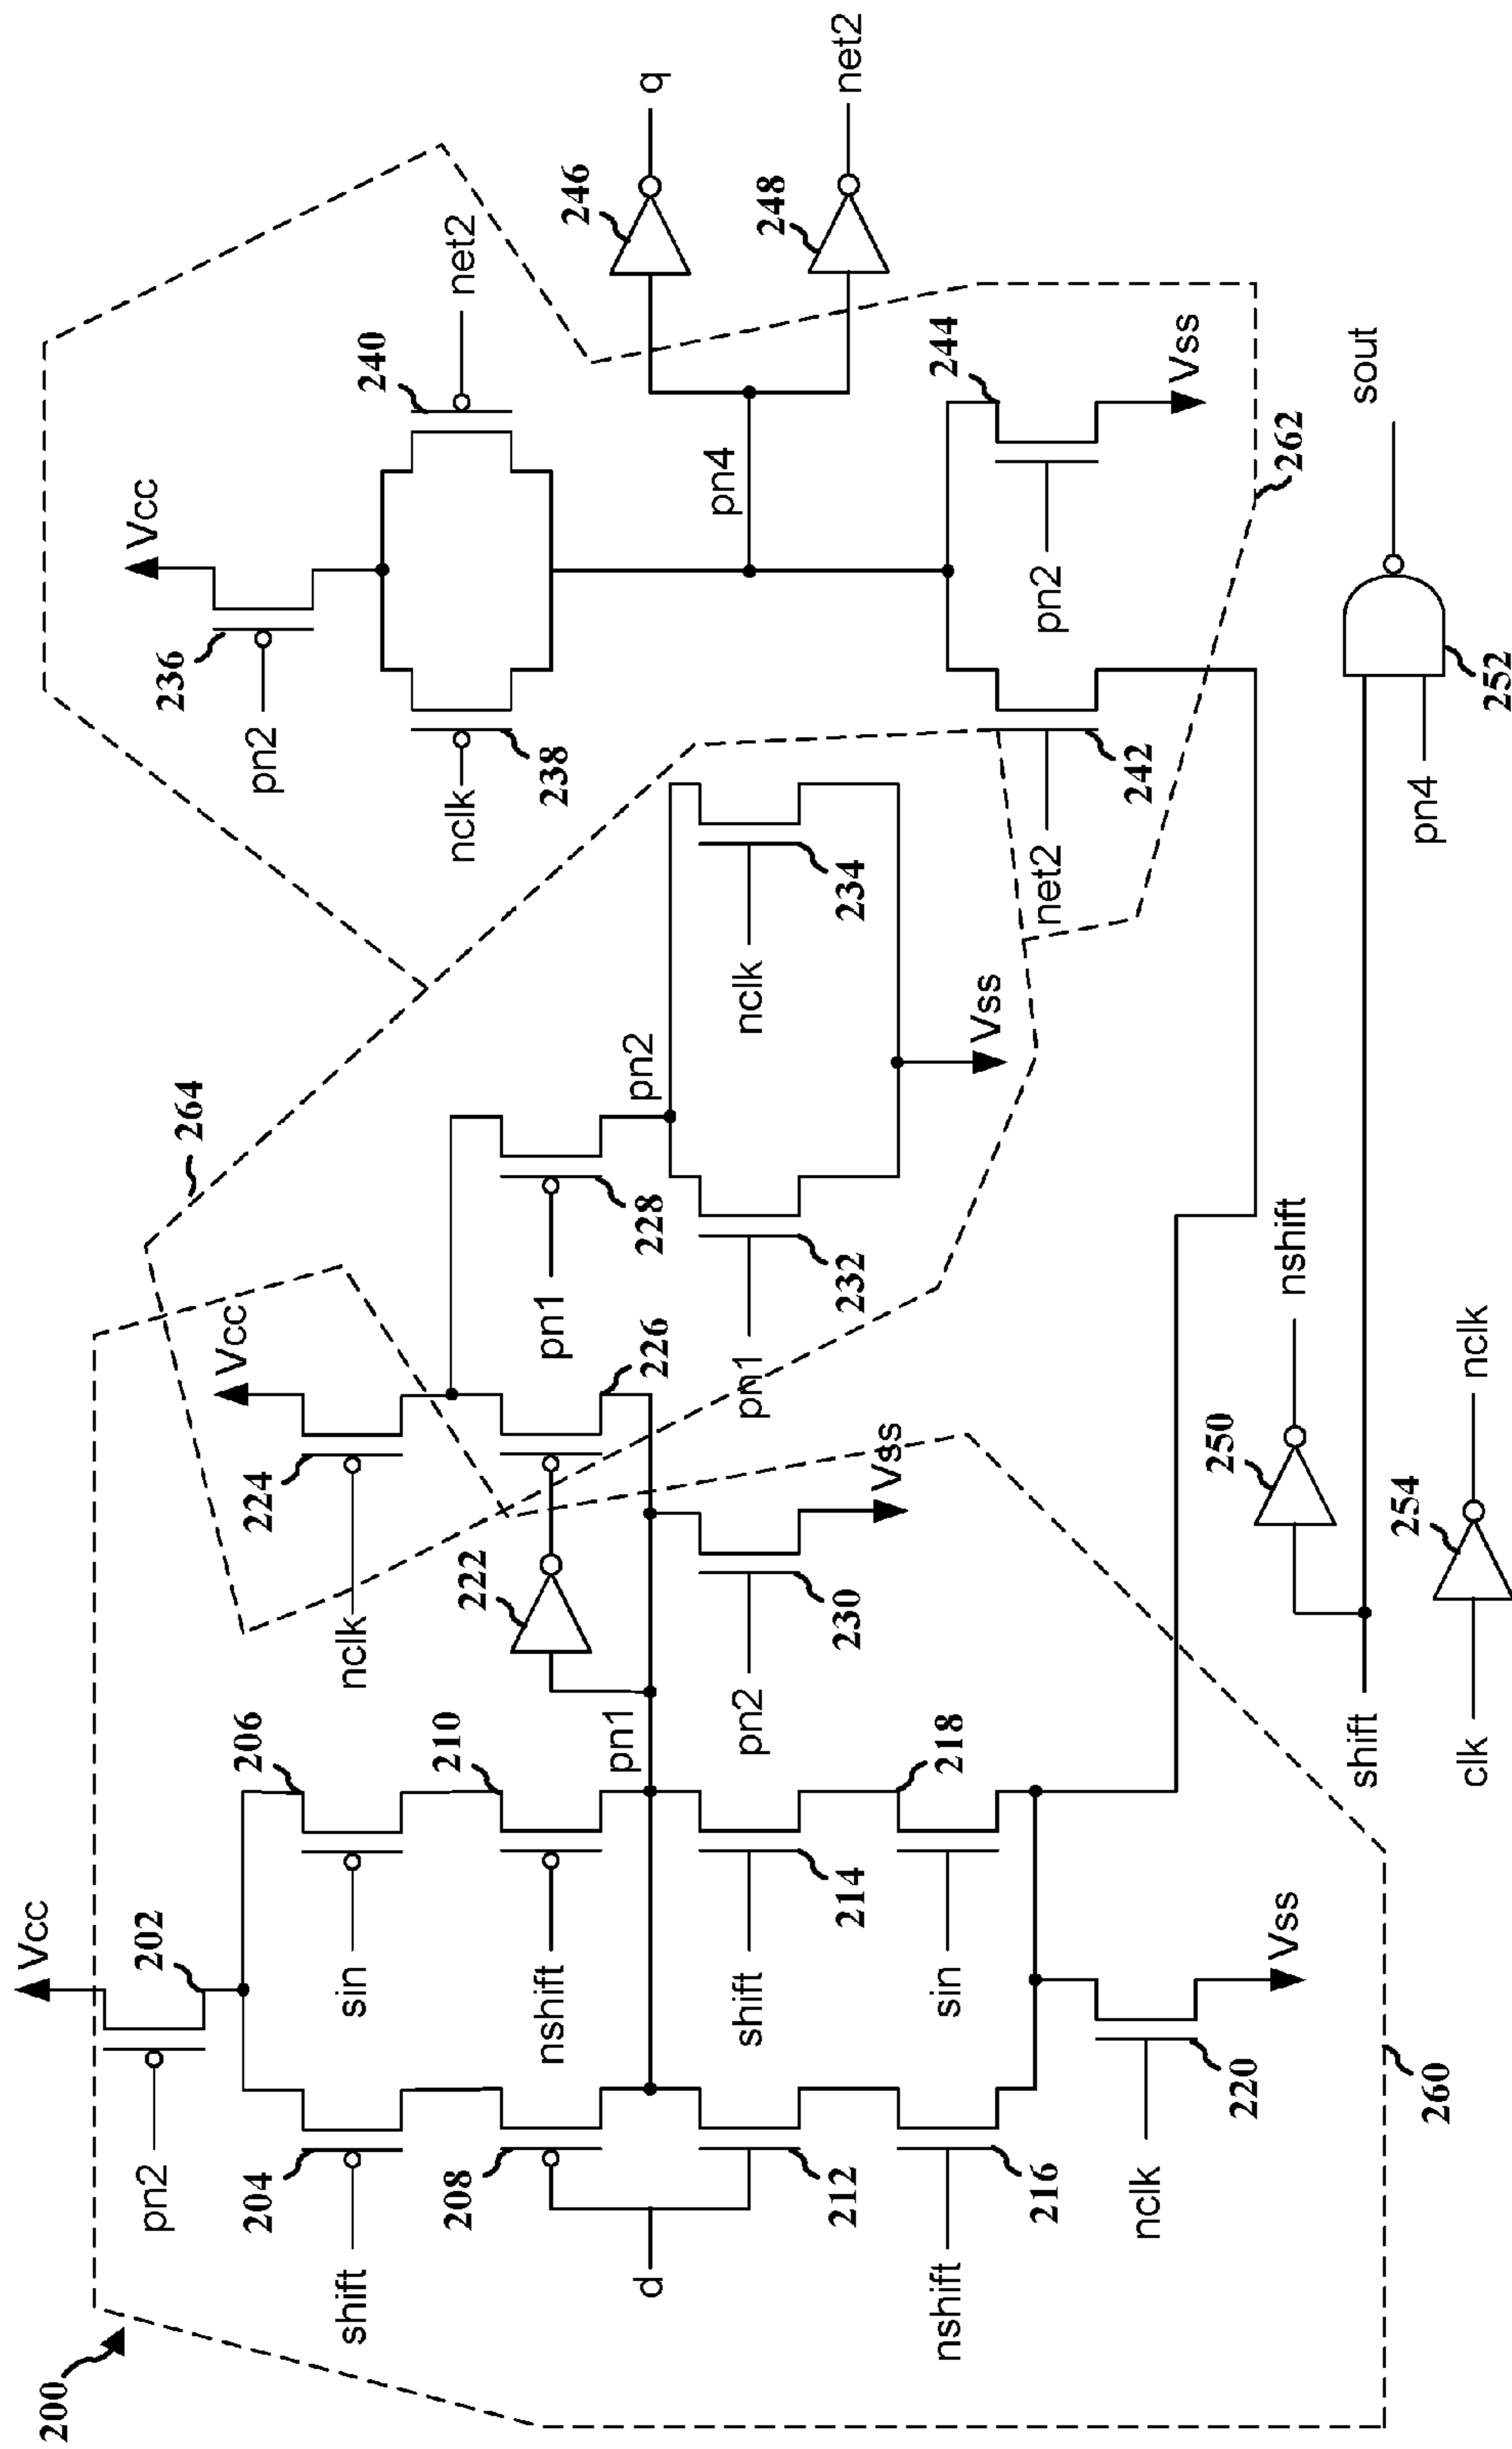 200
Vcc
202
pn2
204
shift
206
sin
208
d
210
nshift
pn1
212
214
shift
216
nshift
218
sin
220
nclk
Vss
260
Vcc
224
nclk
222
226
230
pn2
Vss
228
pn1
pn2
232
pn1
234
nclk
Vss
264
Vcc
236
pn2
238
nclk
240
net2
pn4
242
net2
244
pn2
Vss
262
246
q
248
net2
shift
250
nshift
252
pn4
sout
clk
254
nclk